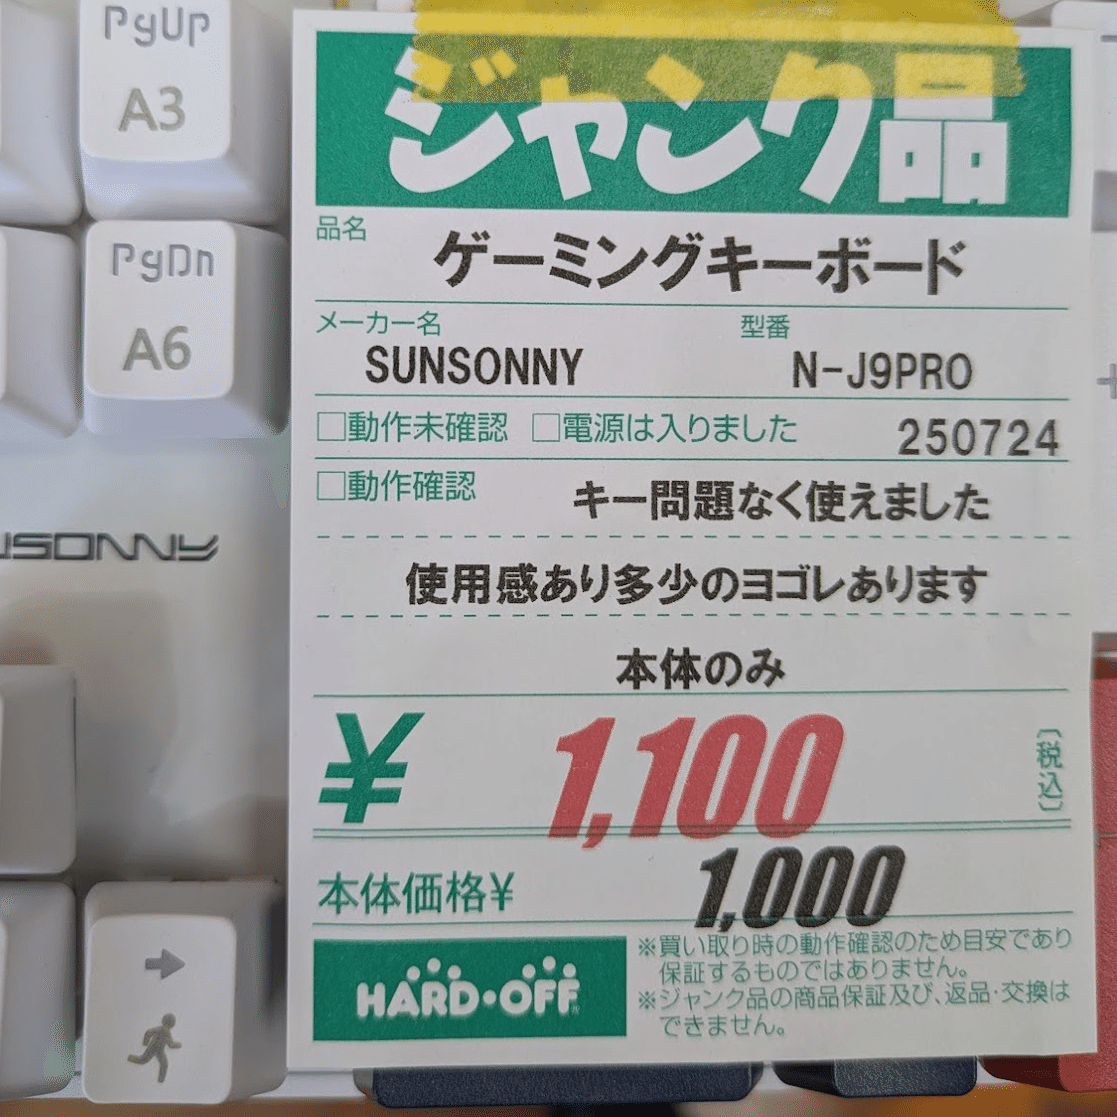 PgUp
A3
PgDn
A6
SONNY
ジャンク品
品名
ゲーミングキーボード
メーカー名 型番
SUNSONNY N-J9PRO
□動作未確認 □電源は入りました 250724
□動作確認 キー問題なく使えました
使用感あり多少のヨゴレあります
本体のみ
¥ 1,100 〔税込〕
本体価格¥ 1,000
HARD・OFF
※買い取り時の動作確認のため目安であり
保証するものではありません。
※ジャンク品の商品保証及び、返品・交換は
できません。